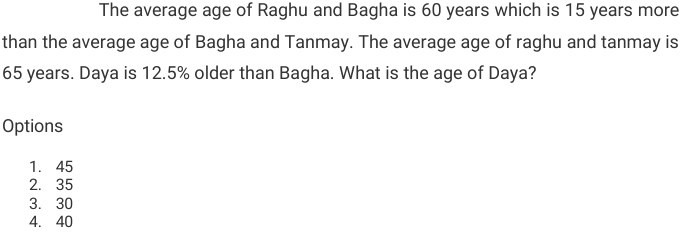 The average age of Raghu and Bagha is 60 years which is 15 years more
than the average age of Bagha and Tanmay. The average age of raghu and tanmay is
65 years. Daya is 12.5% older than Bagha. What is the age of Daya?
Options
1. 45
2. 35
3. 30
4. 40